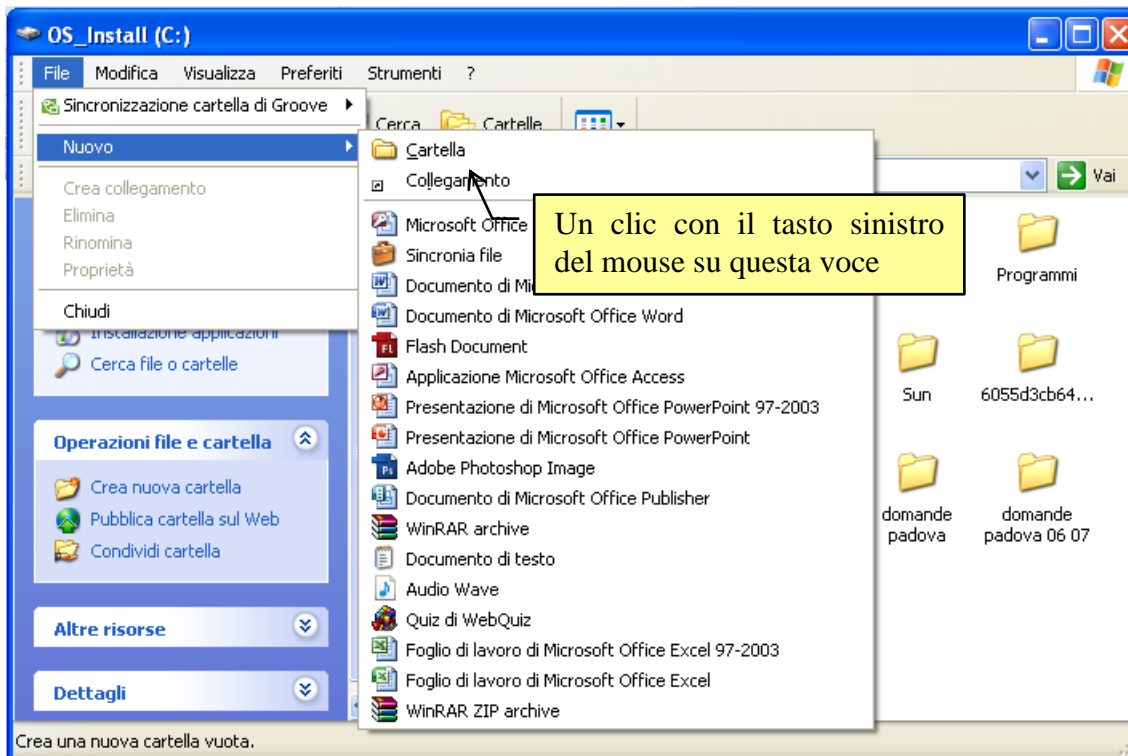 OS_Install (C:)
File Modifica Visualizza Preferiti Strumenti ?
Sincronizzazione cartella di Groove
Cerca Cartelle
Nuovo
Crea collegamento
Elimina
Rinomina
Proprietà
Chiudi
Vai
Cartella
Collegamento
Microsoft Office
Sincronia file
Documento di Mi
Documento di Microsoft Office Word
Flash Document
Applicazione Microsoft Office Access
Presentazione di Microsoft Office PowerPoint 97-2003
Presentazione di Microsoft Office PowerPoint
Adobe Photoshop Image
Documento di Microsoft Office Publisher
WinRAR archive
Documento di testo
Audio Wave
Quiz di WebQuiz
Foglio di lavoro di Microsoft Office Excel 97-2003
Foglio di lavoro di Microsoft Office Excel
WinRAR ZIP archive
Un clic con il tasto sinistro
del mouse su questa voce
Installazione applicazioni
Cerca file o cartelle
Operazioni file e cartella
Crea nuova cartella
Pubblica cartella sul Web
Condividi cartella
Altre risorse
Dettagli
Programmi
Sun
6055d3cb64...
domande
padova
domande
padova 06 07
Crea una nuova cartella vuota.